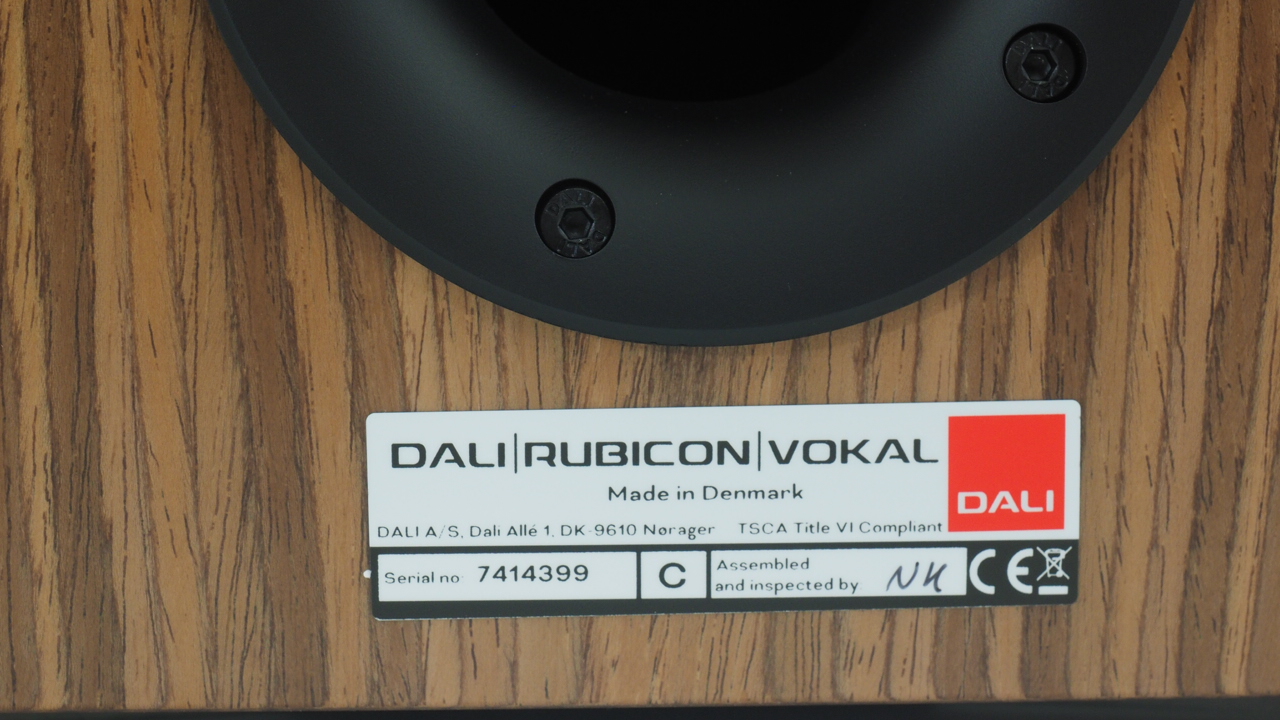 DALI|RUBICON|VOKAL
Made in Denmark
DALI
DALI A/S, Dali Allé 1, DK-9610 Nørager TSCA Title VI Compliant
Serial no 7414399
C
Assembled
and inspected by NK
CE